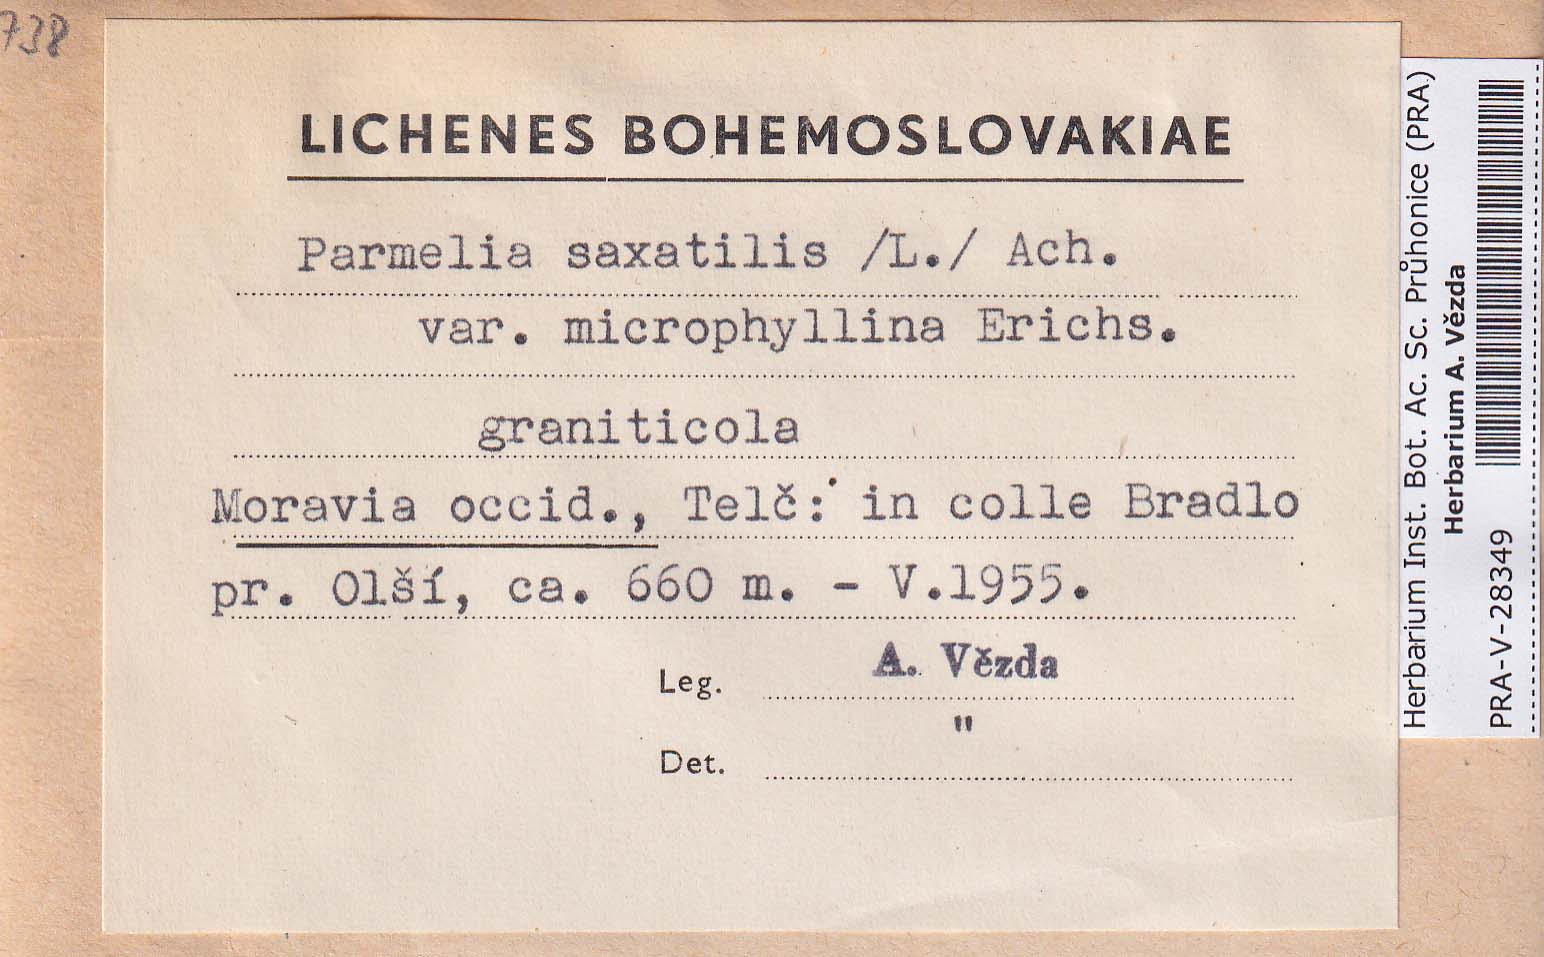 738
LICHENES BOHEMOSLOVAKIAE
Parmelia saxatilis /L./ Ach.
var. microphyllina Erichs.
graniticola
Moravia occid., Telč: in colle Bradlo
pr. Olší, ca. 660 m. - V.1955.
Leg. A. Vězda
Det. "
Herbarium Inst. Bot. Ac. Sc. Průhonice (PRA)
Herbarium A. Vězda
PRA-V-28349